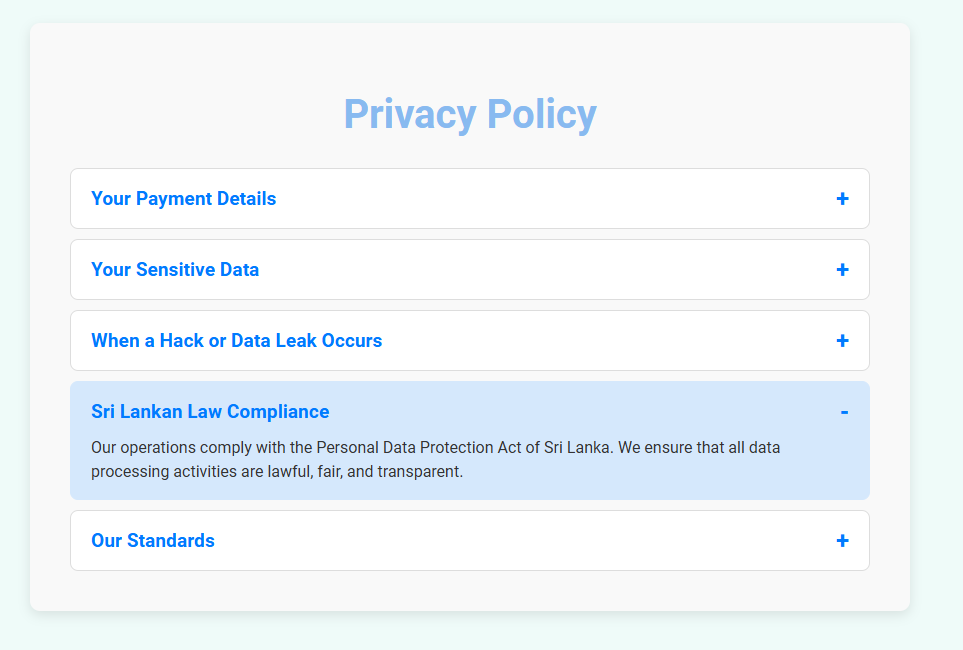 Privacy Policy
Your Payment Details +
Your Sensitive Data +
When a Hack or Data Leak Occurs +
Sri Lankan Law Compliance -
Our operations comply with the Personal Data Protection Act of Sri Lanka. We ensure that all data
processing activities are lawful, fair, and transparent.
Our Standards +